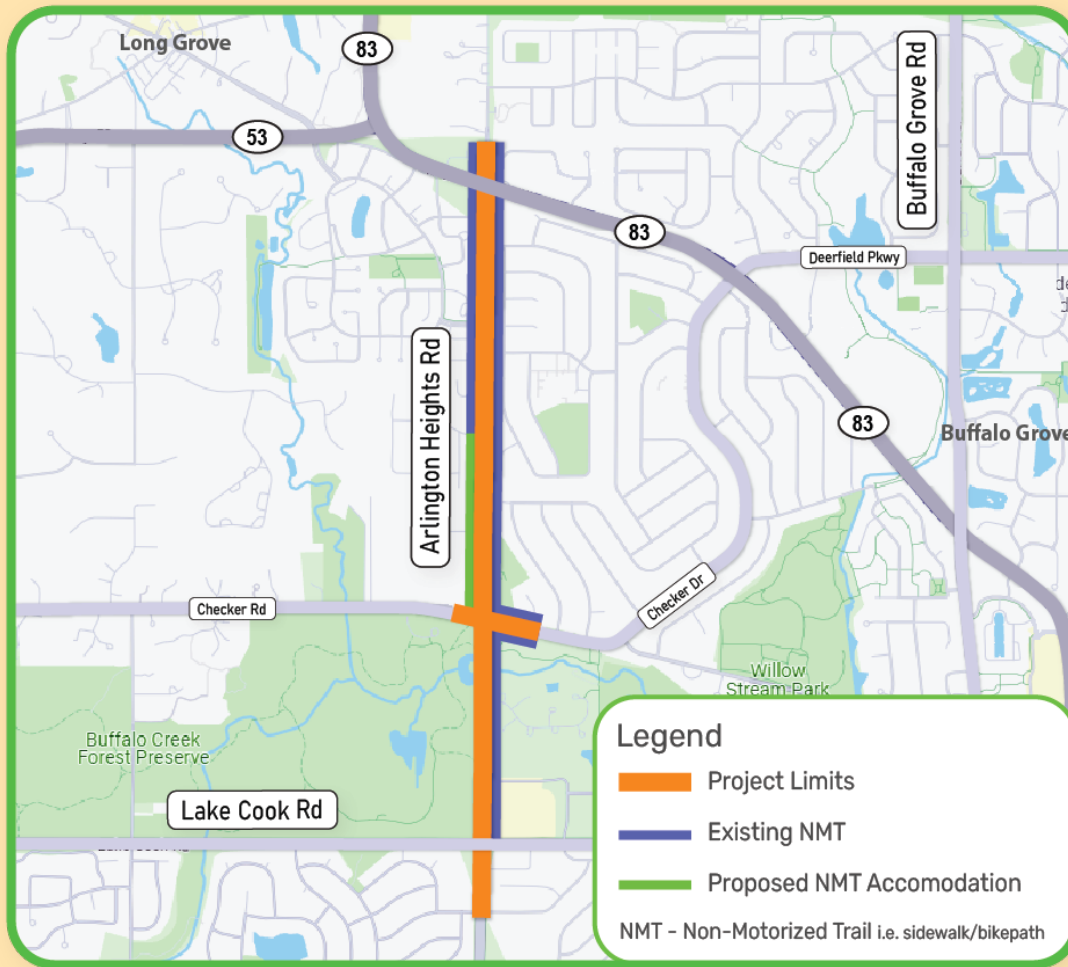 Long Grove
83
Buffalo Grove Rd
53
83
Deerfield Pkwy
Arlington Heights Rd
83
Buffalo Grove
Checker Rd
Checker Dr
Willow
Stream Park
Buffalo Creek
Forest Preserve
Lake Cook Rd
Legend
Project Limits
Existing NMT
Proposed NMT Accomodation
NMT - Non-Motorized Trail i.e. sidewalk/bikepath